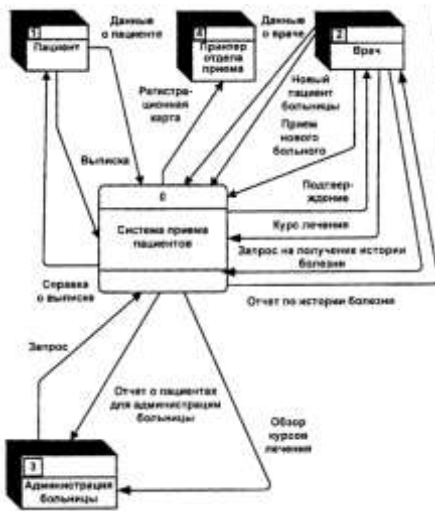 1
Пациент
Данные
о пациенте
4
Принтер
отдела
приема
Данные
о враче
2
Врач
Регистра-
ционная
карта
Новый
пациент
больницы
Прием
нового
больного
Выписка
0
Система приема
пациентов
Подтвер-
ждение
Курс лечения
Запрос на получение истории
болезни
Справка
о выписке
Отчет по истории болезни
Запрос
Отчет о пациентах
для администрации
больницы
Обзор
курсов
лечения
3
Администрация
больницы